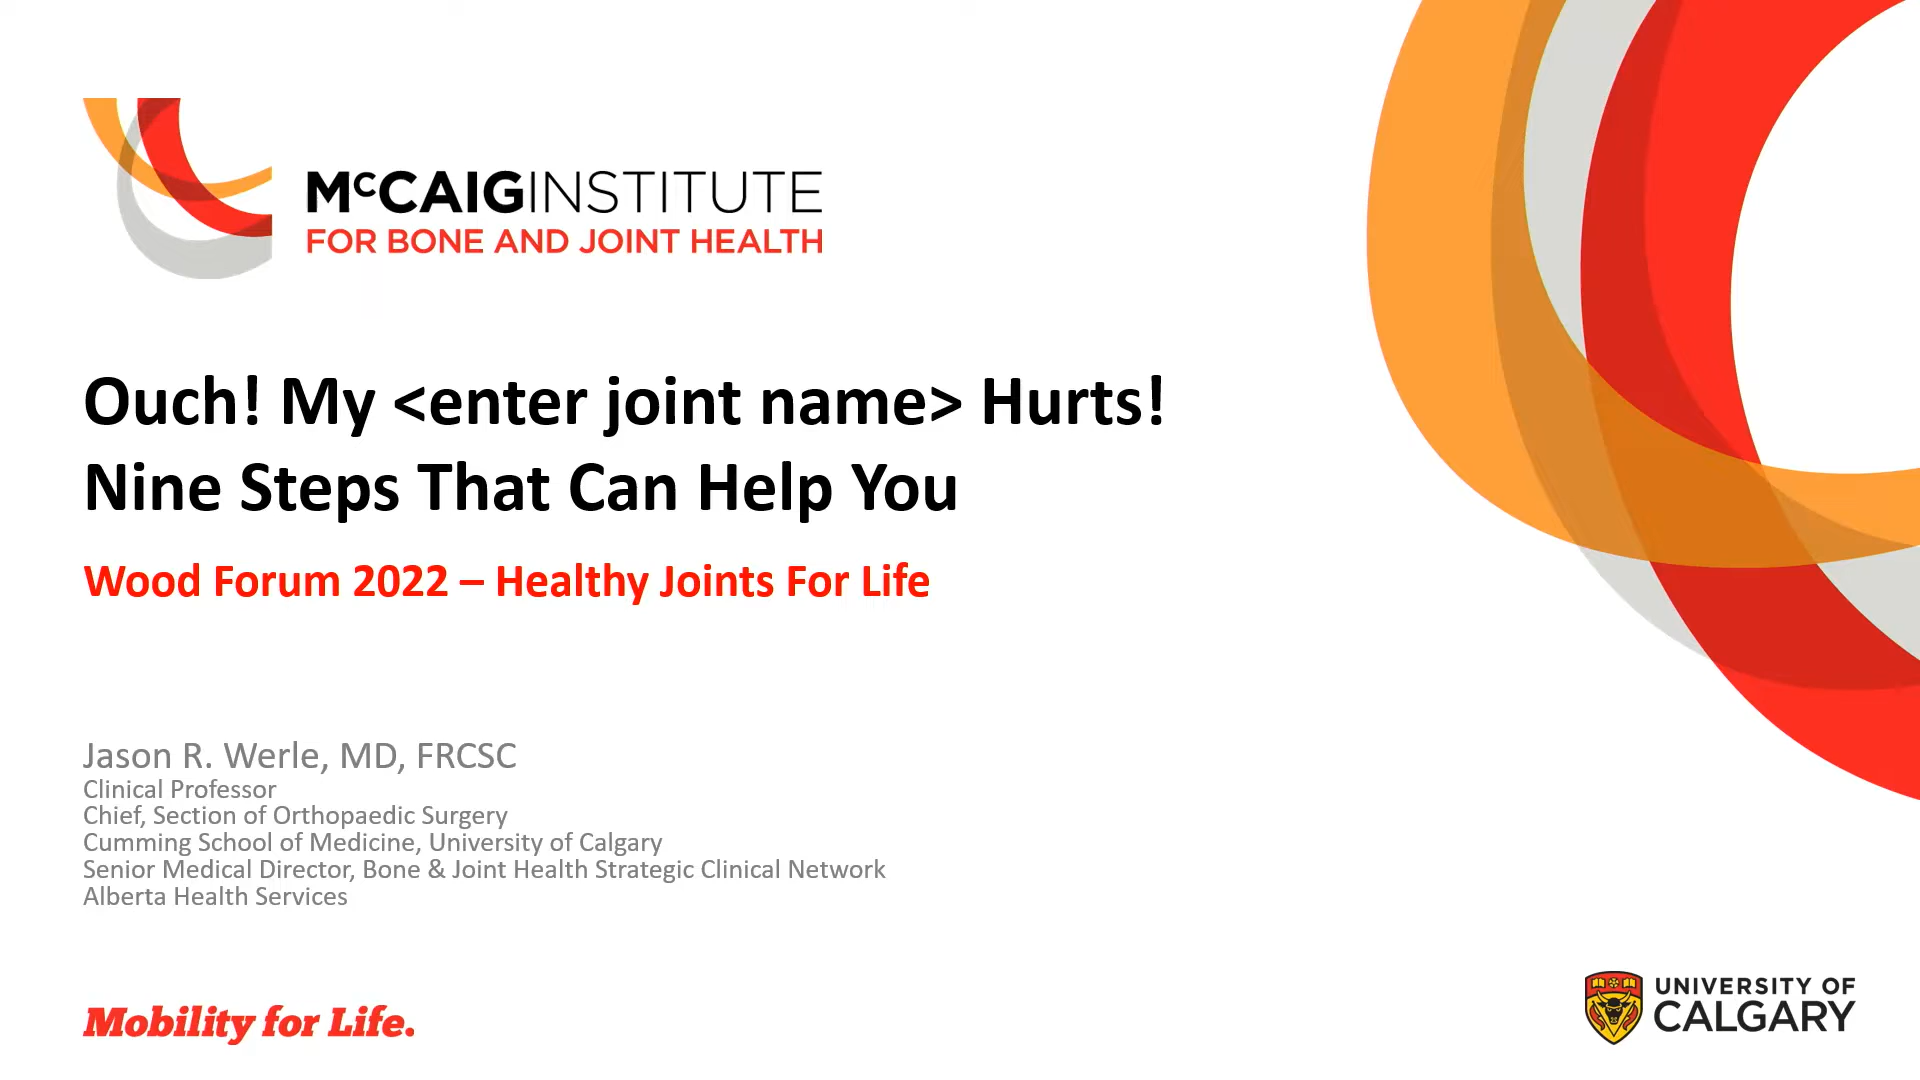 McCAIGINSTITUTE
FOR BONE AND JOINT HEALTH
Ouch! My <enter joint name> Hurts!
Nine Steps That Can Help You
Wood Forum 2022 – Healthy Joints For Life
Jason R. Werle, MD, FRCSC
Clinical Professor
Chief, Section of Orthopaedic Surgery
Cumming School of Medicine, University of Calgary
Senior Medical Director, Bone & Joint Health Strategic Clinical Network
Alberta Health Services
Mobility for Life.
UNIVERSITY OF
CALGARY